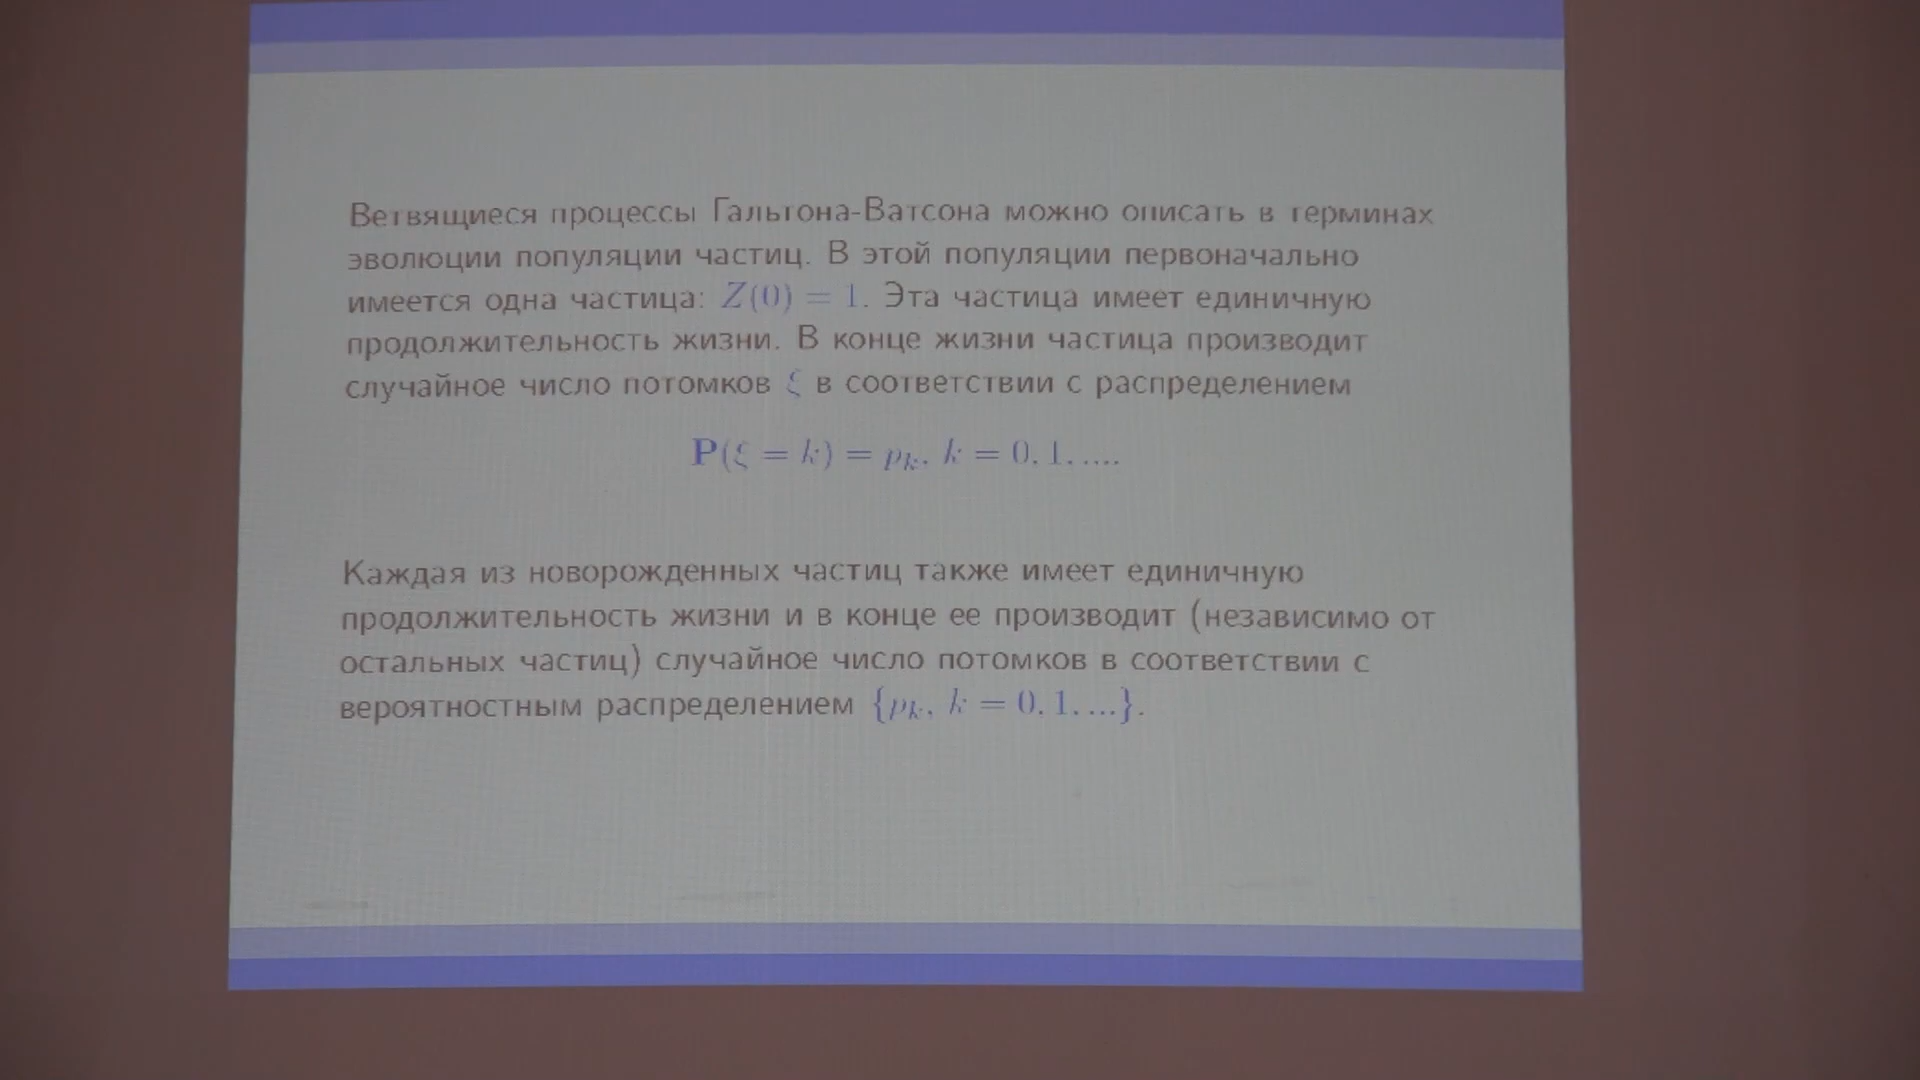 Ветвящиеся процессы Гальтона-Ватсона можно описать в терминах
эволюции популяции частиц. В этой популяции первоначально
имеется одна частица: Z(0) = 1. Эта частица имеет единичную
продолжительность жизни. В конце жизни частица производит
случайное число потомков ξ в соответствии с распределением
P(ξ = k) = pₖ, k = 0, 1, ....
Каждая из новорожденных частиц также имеет единичную
продолжительность жизни и в конце ее производит (независимо от
остальных частиц) случайное число потомков в соответствии с
вероятностным распределением {pₖ, k = 0, 1, ...}.